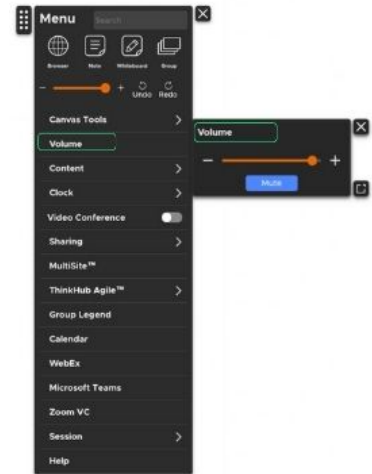 Menu
Search
Browser
Note
Whiteboard
Group
- + Undo Redo
Canvas Tools
Volume
Content
Clock
Video Conference
Sharing
MultiSite™
ThinkHub Agile™
Group Legend
Calendar
WebEx
Microsoft Teams
Zoom VC
Session
Help
Volume
- +
Mute